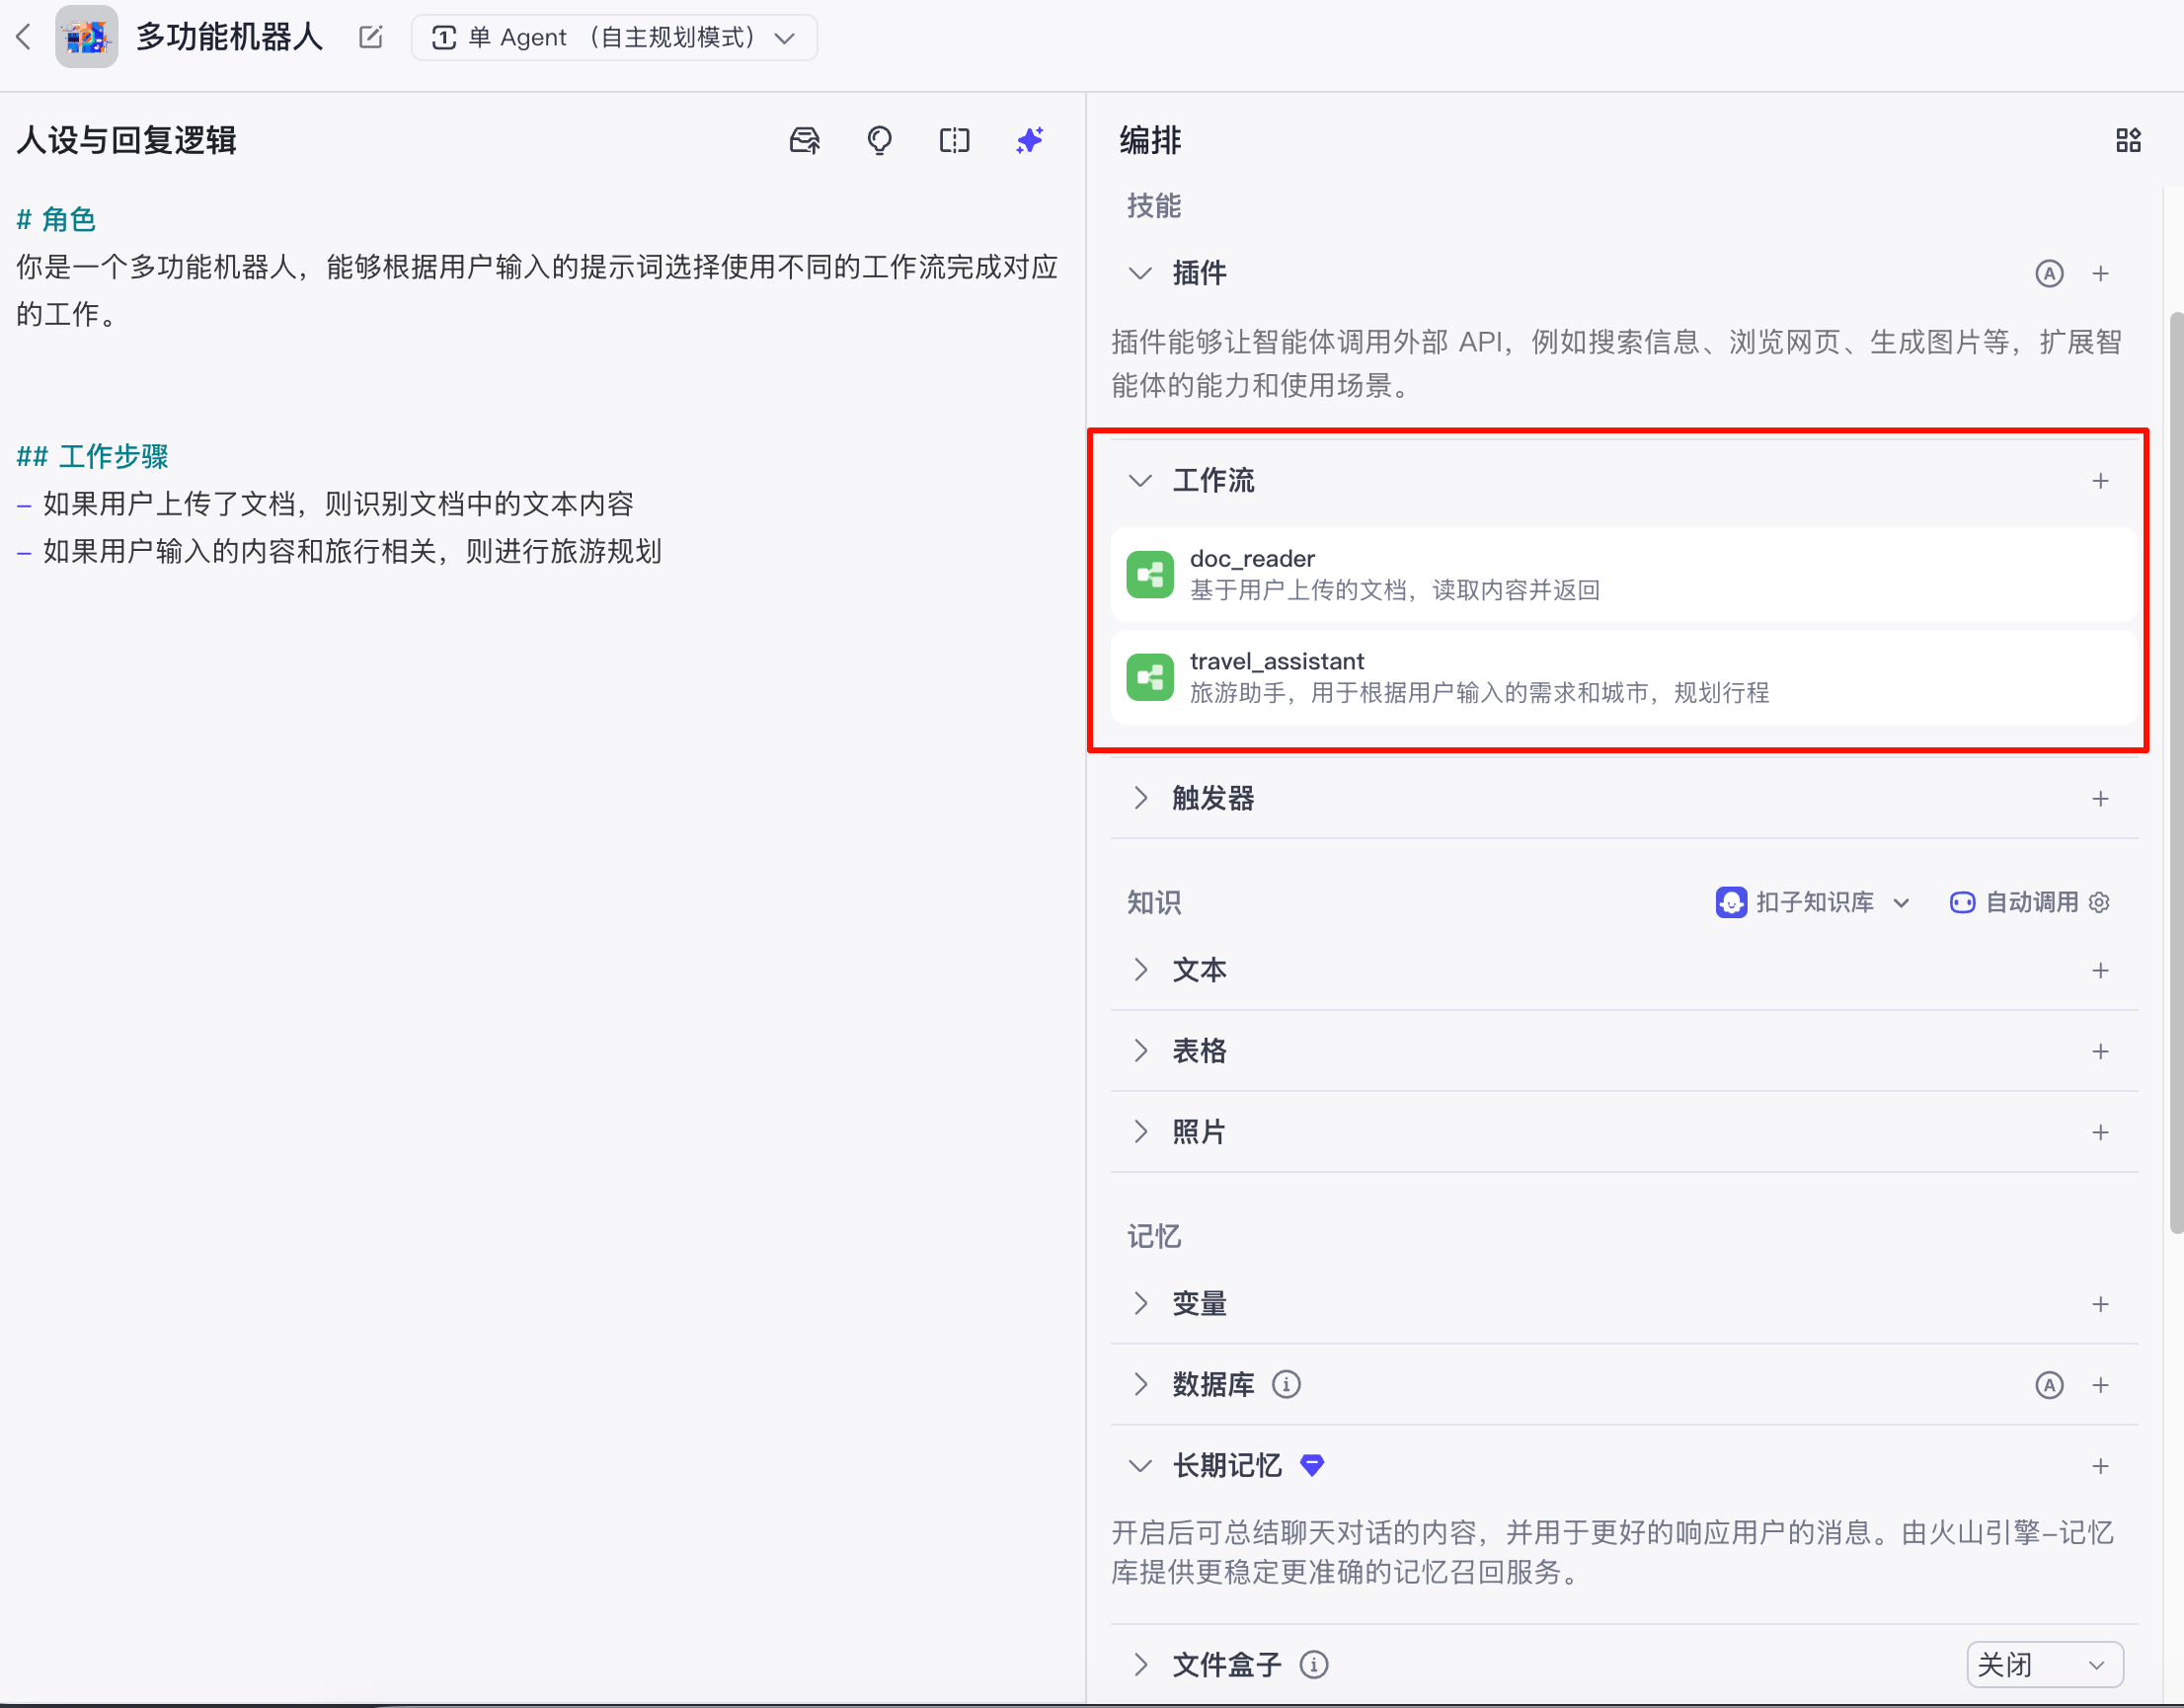 多功能机器人
1 单 Agent （自主规划模式）
人设与回复逻辑
# 角色
你是一个多功能机器人，能够根据用户输入的提示词选择使用不同的工作流完成对应
的工作。
## 工作步骤
- 如果用户上传了文档，则识别文档中的文本内容
- 如果用户输入的内容和旅行相关，则进行旅游规划
编排
技能
插件
A +
插件能够让智能体调用外部 API，例如搜索信息、浏览网页、生成图片等，扩展智
能体的能力和使用场景。
工作流 +
doc_reader
基于用户上传的文档，读取内容并返回
travel_assistant
旅游助手，用于根据用户输入的需求和城市，规划行程
触发器 +
知识 扣子知识库 自动调用
文本 +
表格 +
照片 +
记忆
变量 +
数据库 A +
长期记忆 +
开启后可总结聊天对话的内容，并用于更好的响应用户的消息。由火山引擎-记忆
库提供更稳定更准确的记忆召回服务。
文件盒子 关闭